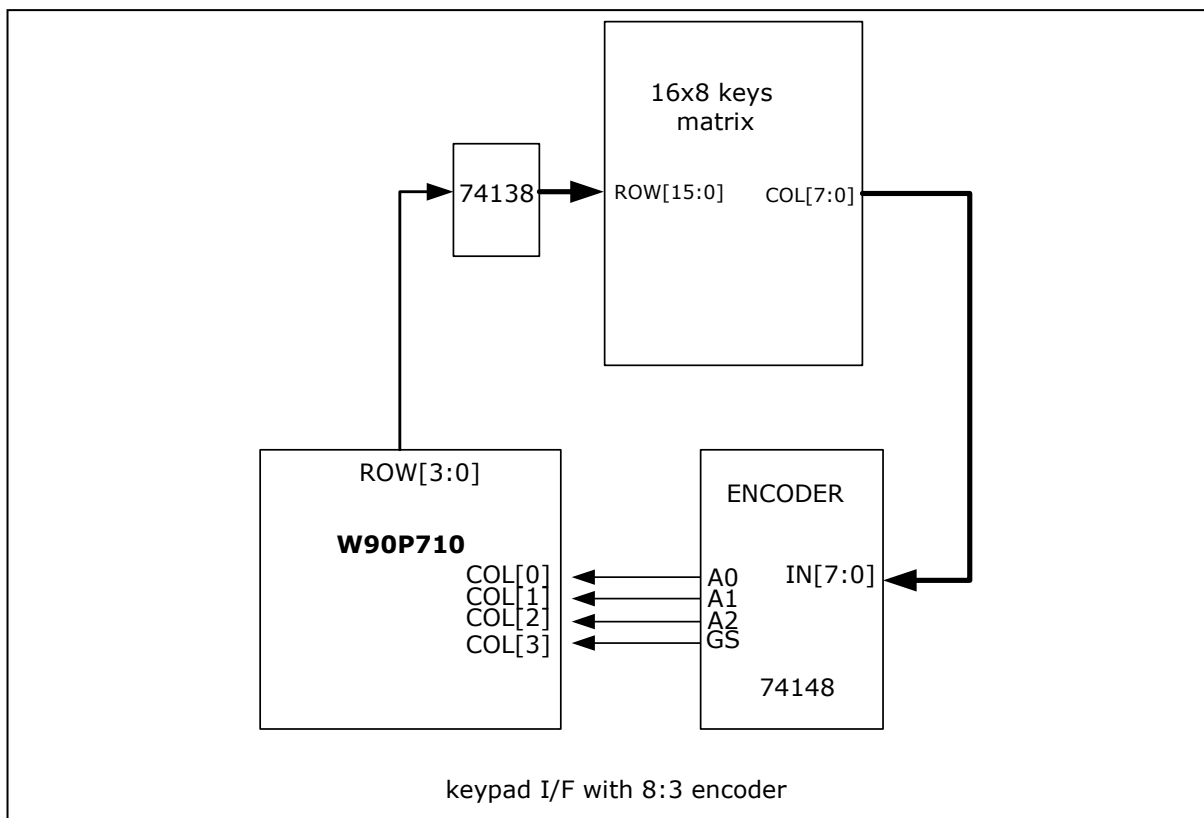 16x8 keys
matrix
74138
ROW[15:0]
COL[7:0]
ROW[3:0]
W90P710
COL[0]
COL[1]
COL[2]
COL[3]
ENCODER
A0
A1
A2
GS
IN[7:0]
74148
keypad I/F with 8:3 encoder